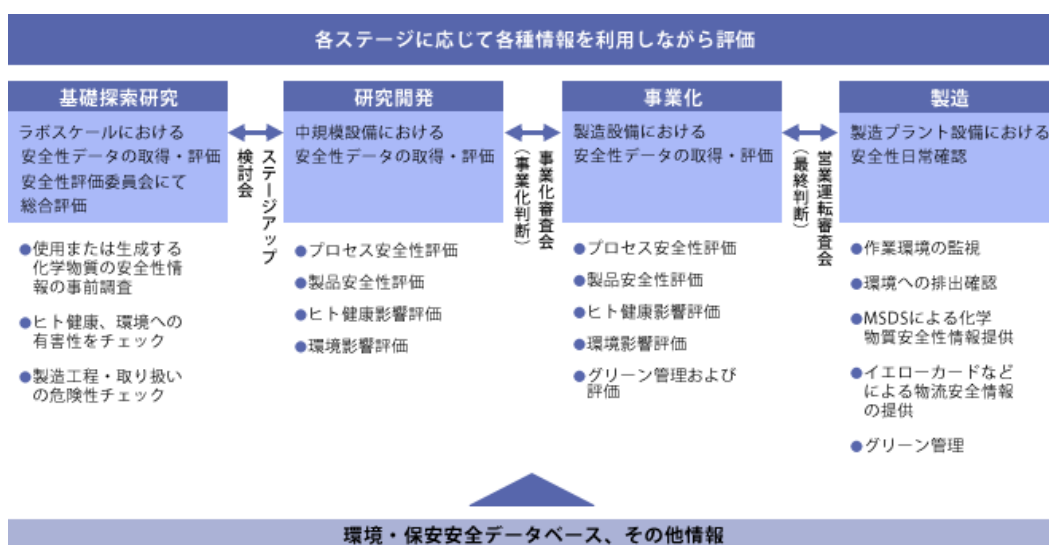 各ステージに応じて各種情報を利用しながら評価
基礎探索研究
ラボスケールにおける
安全性データの取得・評価
安全性評価委員会にて
総合評価
●使用または生成する
化学物質の安全性情
報の事前調査
●ヒト健康、環境への
有害性をチェック
●製造工程・取り扱い
の危険性チェック
ステージアップ
検討会
研究開発
中規模設備における
安全性データの取得・評価
●プロセス安全性評価
●製品安全性評価
●ヒト健康影響評価
●環境影響評価
事業化審査会
（事業化判断）
事業化
製造設備における
安全性データの取得・評価
●プロセス安全性評価
●製品安全性評価
●ヒト健康影響評価
●環境影響評価
●グリーン管理および
評価
営業運転審査会
（最終判断）
製造
製造プラント設備における
安全性日常確認
●作業環境の監視
●環境への排出確認
●MSDSによる化学
物質安全性情報提供
●イエローカードなど
による物流安全情報
の提供
●グリーン管理
環境・保安安全データベース、その他情報